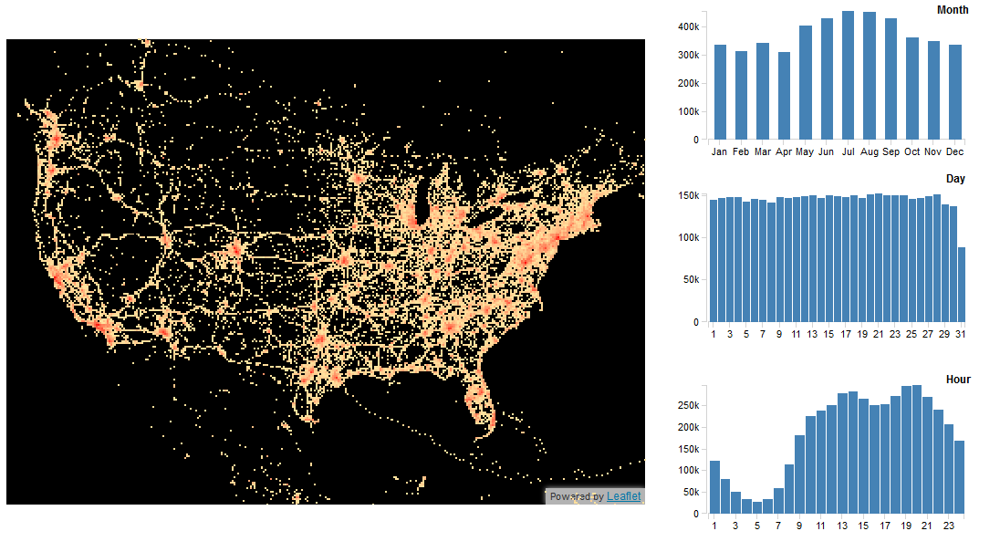 Month
400k
300k
200k
100k
0
Jan Feb Mar Apr May Jun Jul Aug Sep Oct Nov Dec
Day
150k
100k
50k
0
1 3 5 7 9 11 13 15 17 19 21 23 25 27 29 31
Hour
250k
200k
150k
100k
50k
0
1 3 5 7 9 11 13 15 17 19 21 23
Powered by Leaflet